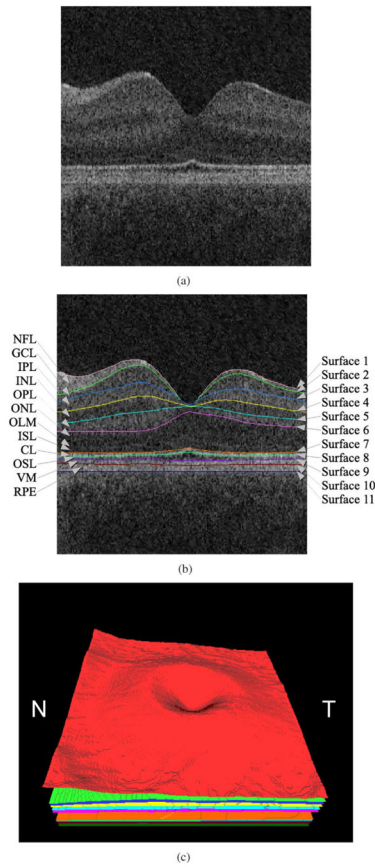 (a)
NFL
GCL
IPL
INL
OPL
ONL
OLM
ISL
CL
OSL
VM
RPE
Surface 1
Surface 2
Surface 3
Surface 4
Surface 5
Surface 6
Surface 7
Surface 8
Surface 9
Surface 10
Surface 11
(b)
N
T
(c)